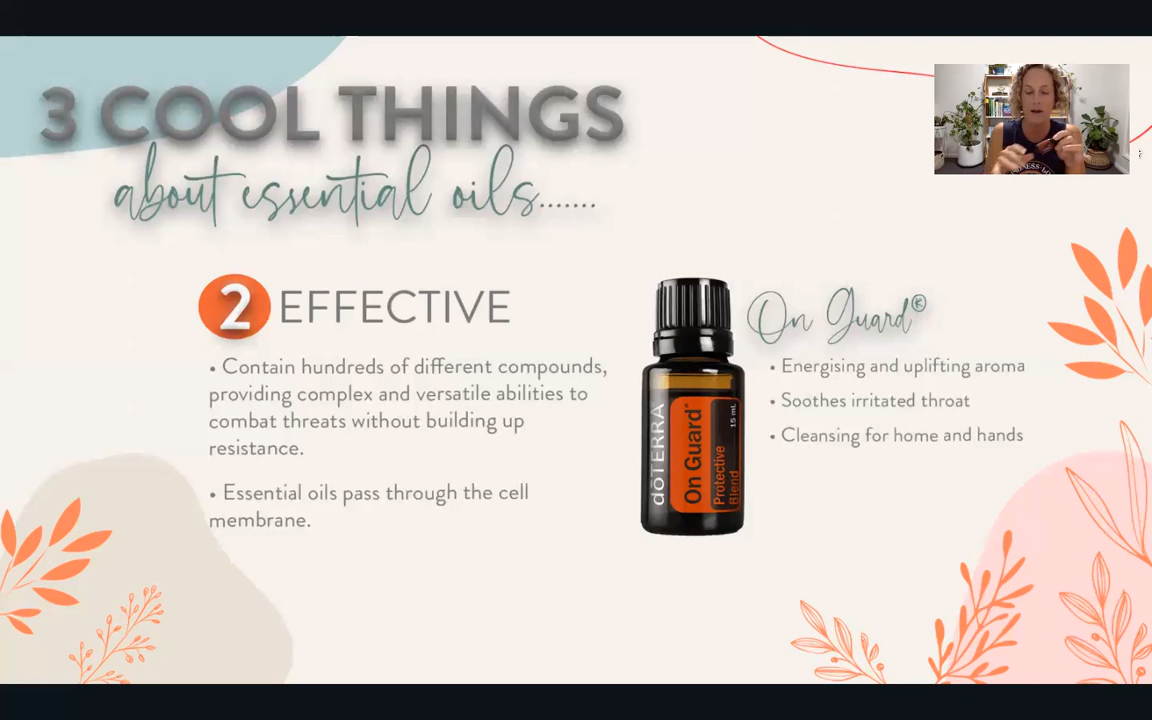 3 COOL THINGS
about essential oils.......
2 EFFECTIVE
• Contain hundreds of different compounds,
providing complex and versatile abilities to
combat threats without building up
resistance.
• Essential oils pass through the cell
membrane.
dōTERRA
On Guard®
Protective
Blend
15 mL
On Guard®
• Energising and uplifting aroma
• Soothes irritated throat
• Cleansing for home and hands